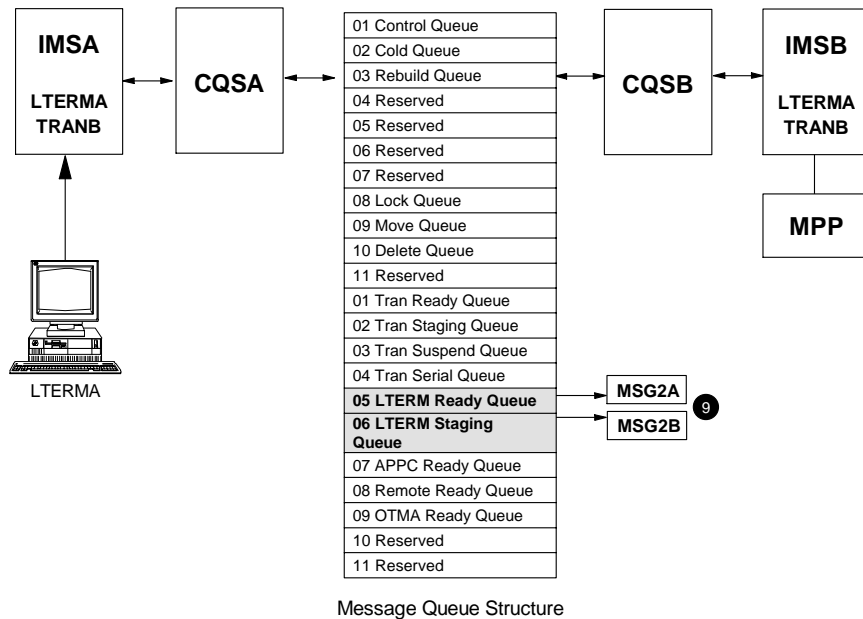 IMSA
LTERMA
TRANB
LTERMA
CQSA
01 Control Queue
02 Cold Queue
03 Rebuild Queue
04 Reserved
05 Reserved
06 Reserved
07 Reserved
08 Lock Queue
09 Move Queue
10 Delete Queue
11 Reserved
01 Tran Ready Queue
02 Tran Staging Queue
03 Tran Suspend Queue
04 Tran Serial Queue
05 LTERM Ready Queue
06 LTERM Staging
Queue
07 APPC Ready Queue
08 Remote Ready Queue
09 OTMA Ready Queue
10 Reserved
11 Reserved
Message Queue Structure
MSG2A
MSG2B
9
CQSB
IMSB
LTERMA
TRANB
MPP